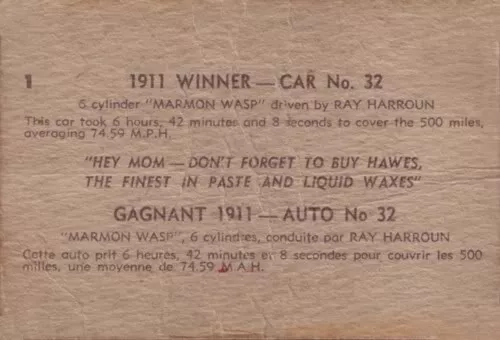 1
1911 WINNER — CAR No. 32
6 cylinder "MARMON WASP" driven by RAY HARROUN
This car took 6 hours, 42 minutes and 8 seconds to cover the 500 miles,
averaging 74.59 M.P.H.
"HEY MOM — DON'T FORGET TO BUY HAWES,
THE FINEST IN PASTE AND LIQUID WAXES"
GAGNANT 1911 — AUTO No 32
"MARMON WASP", 6 cylindres, conduite par RAY HARROUN
Cette auto prit 6 heures, 42 minutes et 8 secondes pour couvrir les 500
milles, une moyenne de 74.59 M.A.H.